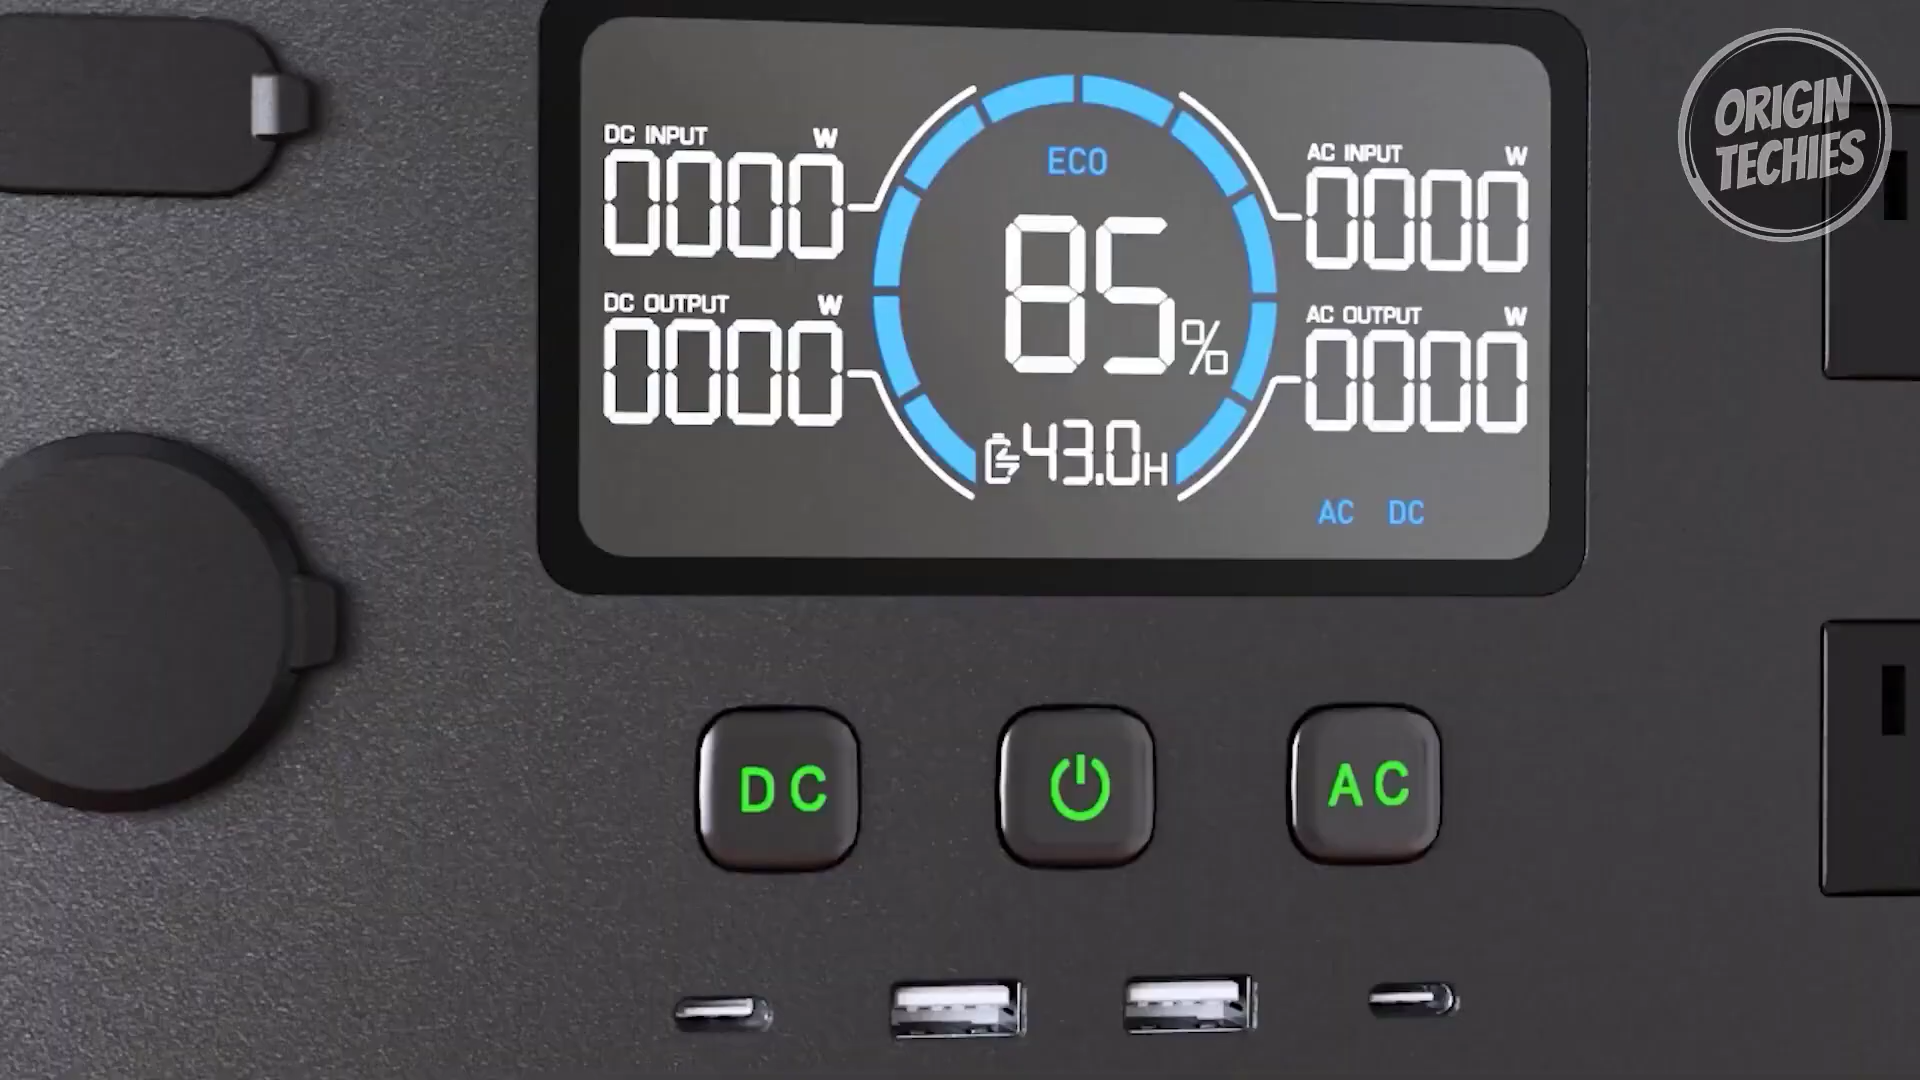 DC INPUT W
0000
DC OUTPUT W
0000
ECO
85%
43.0H
AC INPUT W
0000
AC OUTPUT W
0000
AC DC
DC
AC
ORIGIN
TECHIES